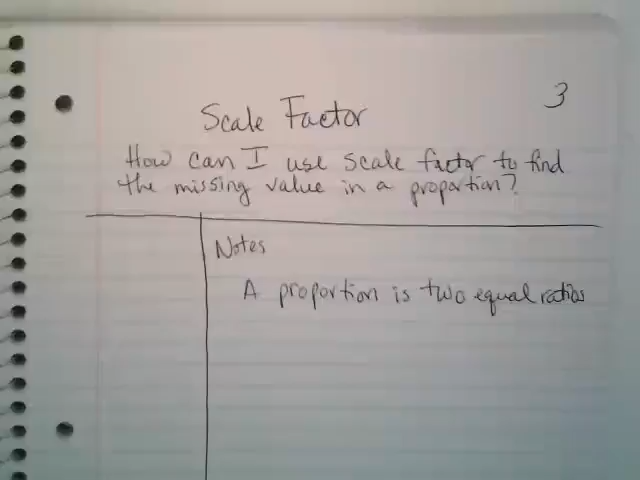 3
Scale Factor
How can I use scale factor to find
the missing value in a proportion?
Notes
A proportion is two equal ratios